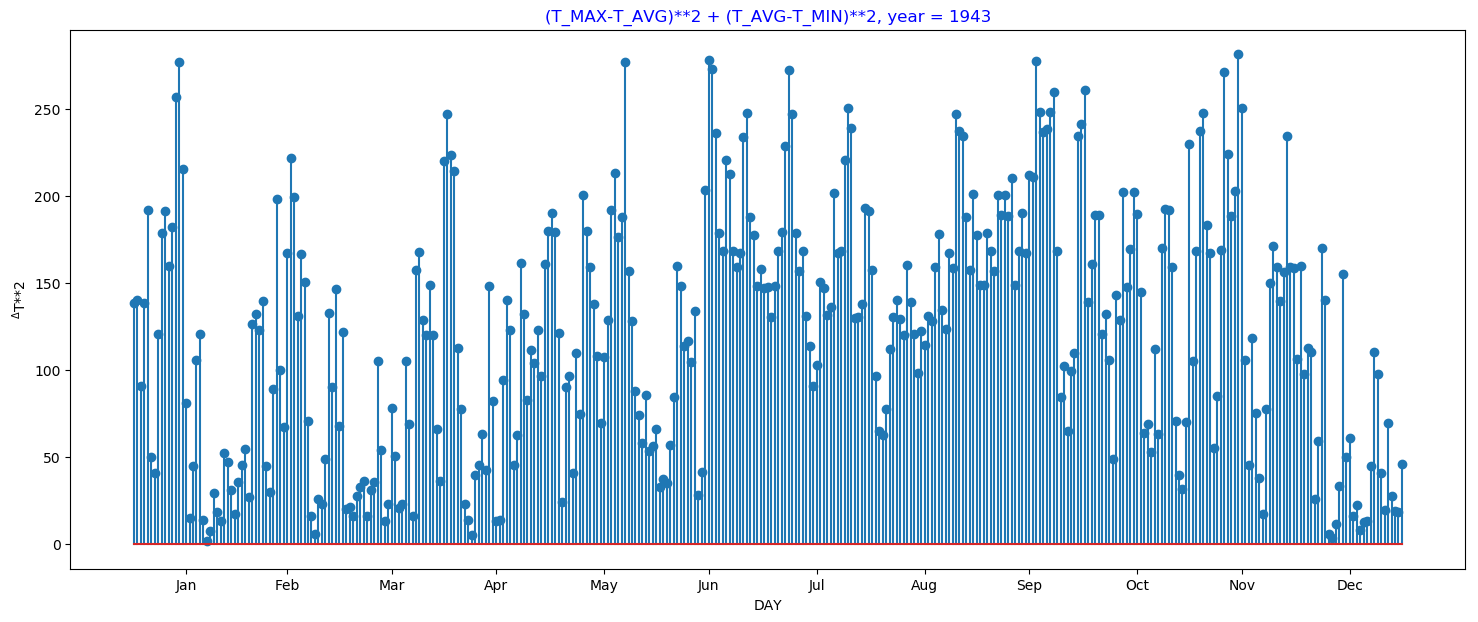 (T_MAX-T_AVG)**2 + (T_AVG-T_MIN)**2, year = 1943
250
200
150
100
50
0
ΔT**2
Jan Feb Mar Apr May Jun Jul Aug Sep Oct Nov Dec
DAY